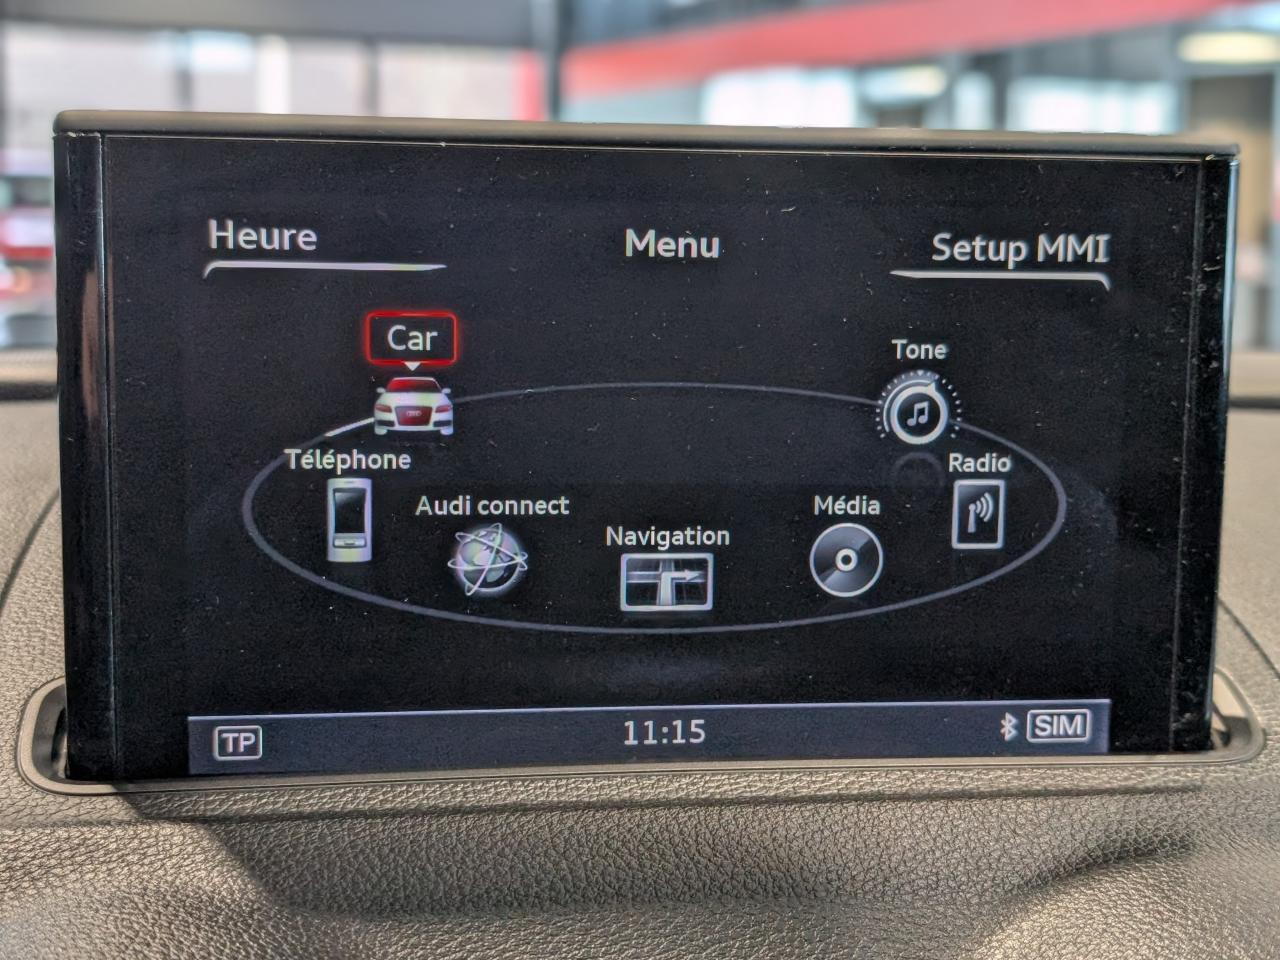 Heure
Menu
Setup MMI
Car
Tone
Téléphone
Radio
Audi connect
Média
Navigation
TP
11:15
SIM